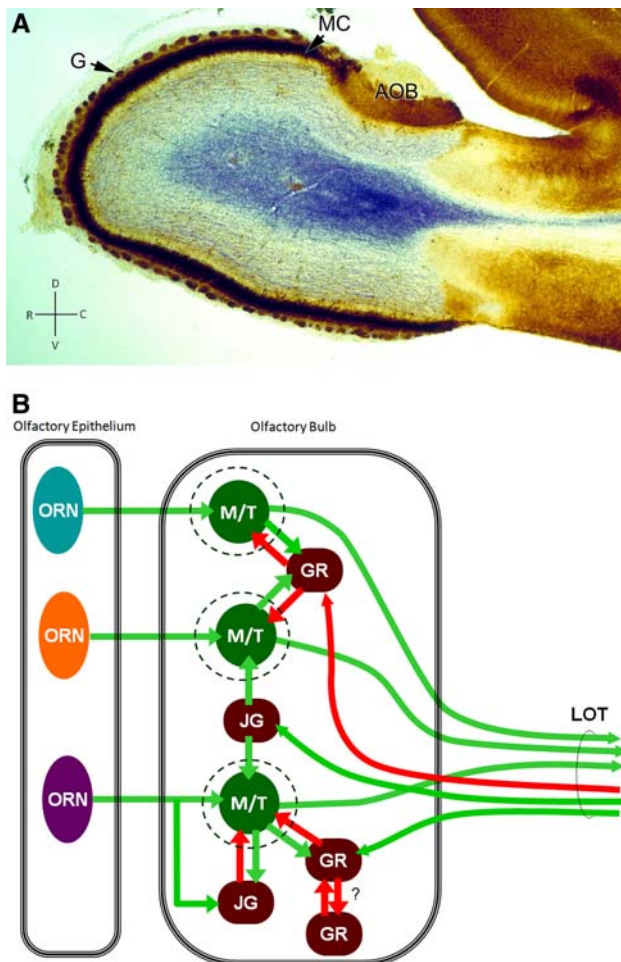 A
G
MC
AOB
D
R
C
V
B
Olfactory Epithelium
Olfactory Bulb
ORN
M/T
GR
ORN
M/T
LOT
JG
ORN
M/T
GR
?
JG
GR